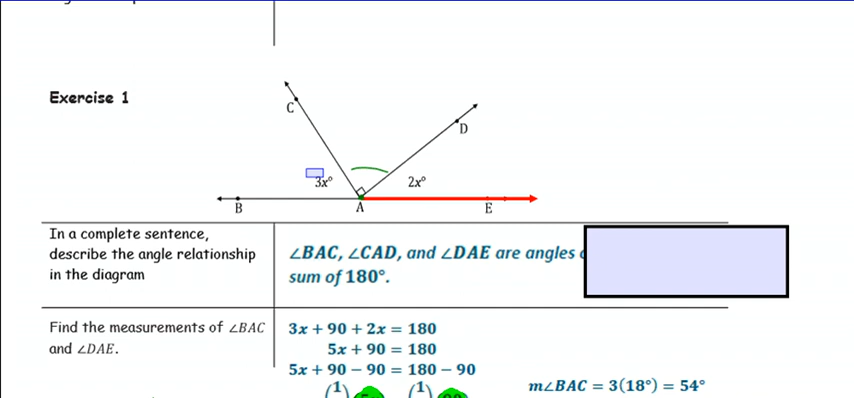 Exercise 1
C
D
3x°
2x°
B
A
E
In a complete sentence,
describe the angle relationship
in the diagram
∠BAC, ∠CAD, and ∠DAE are angles
sum of 180°.
Find the measurements of ∠BAC
and ∠DAE.
3x + 90 + 2x = 180
5x + 90 = 180
5x + 90 − 90 = 180 − 90
m∠BAC = 3(18°) = 54°